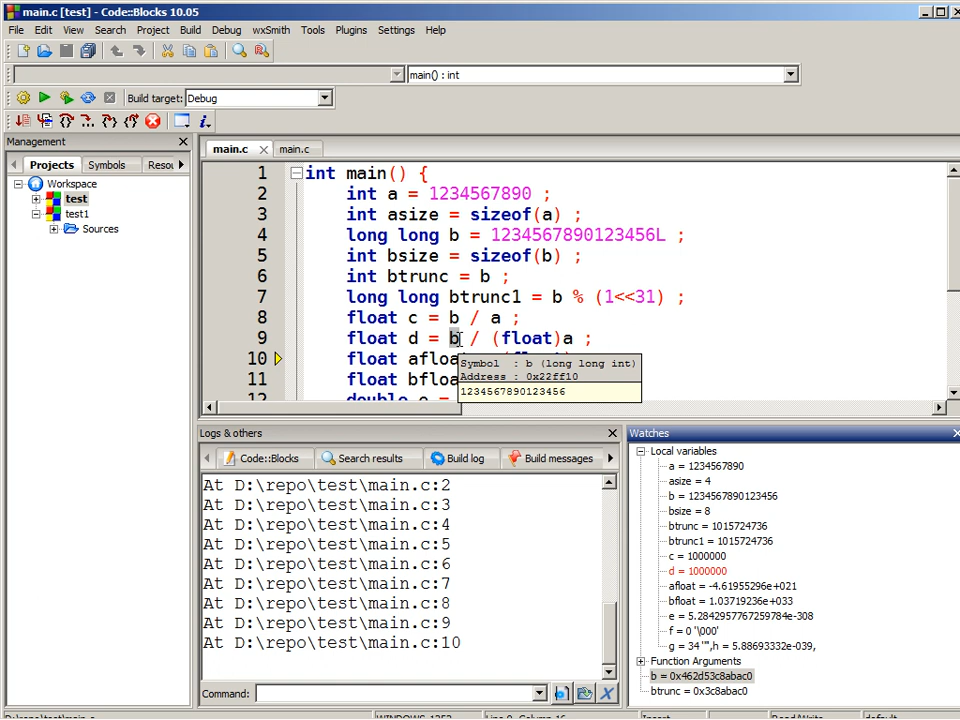 main.c [test] - Code::Blocks 10.05
File Edit View Search Project Build Debug wxSmith Tools Plugins Settings Help
main() : int
Build target: Debug
Management
Projects Symbols Resou
Workspace
test
test1
Sources
main.c main.c
1 int main() {
2 int a = 1234567890 ;
3 int asize = sizeof(a) ;
4 long long b = 1234567890123456L ;
5 int bsize = sizeof(b) ;
6 int btrunc = b ;
7 long long btrunc1 = b % (1<<31) ;
8 float c = b / a ;
9 float d = b / (float)a ;
10 float afloa
11 float bfloa
12 double e =
Symbol : b (long long int)
Address : 0x22ff10
1234567890123456
Logs & others
Code::Blocks Search results Build log Build messages
At D:\repo\test\main.c:2
At D:\repo\test\main.c:3
At D:\repo\test\main.c:4
At D:\repo\test\main.c:5
At D:\repo\test\main.c:6
At D:\repo\test\main.c:7
At D:\repo\test\main.c:8
At D:\repo\test\main.c:9
At D:\repo\test\main.c:10
Command:
Watches
Local variables
a = 1234567890
asize = 4
b = 1234567890123456
bsize = 8
btrunc = 1015724736
btrunc1 = 1015724736
c = 1000000
d = 1000000
afloat = -4.61955296e+021
bfloat = 1.03719236e+033
e = 5.2842957767259784e-308
f = 0 '\000'
g = 34 '"',h = 5.88693332e-039,
Function Arguments
b = 0x462d53c8abac0
btrunc = 0x3c8abac0